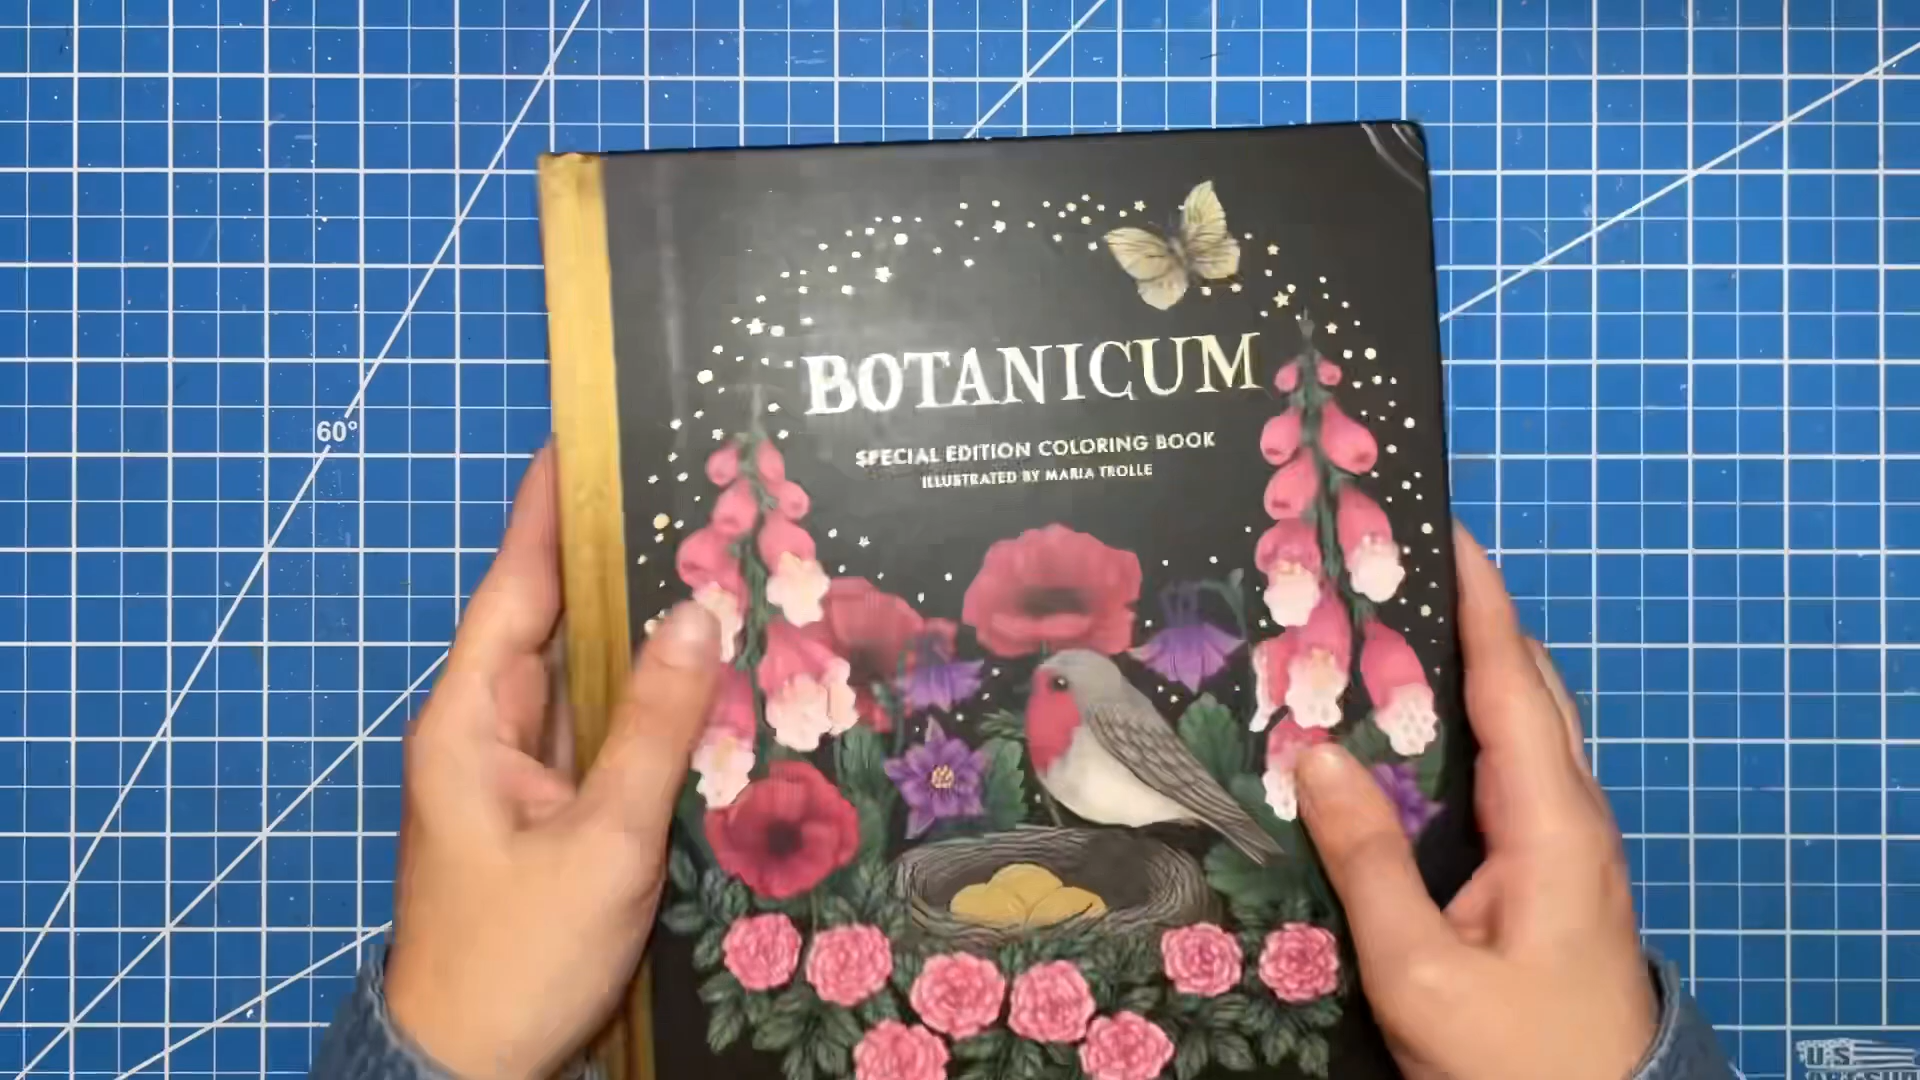 BOTANICUM
SPECIAL EDITION COLORING BOOK
ILLUSTRATED BY MARIA TROLLE
60°
U.S.